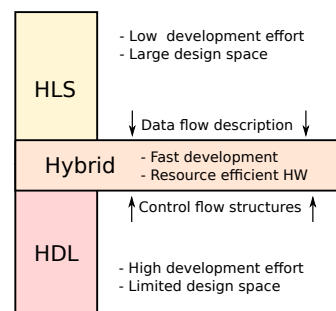 - Low development effort
- Large design space
HLS
Data flow description
Hybrid
- Fast development
- Resource efficient HW
Control flow structures
HDL
- High development effort
- Limited design space